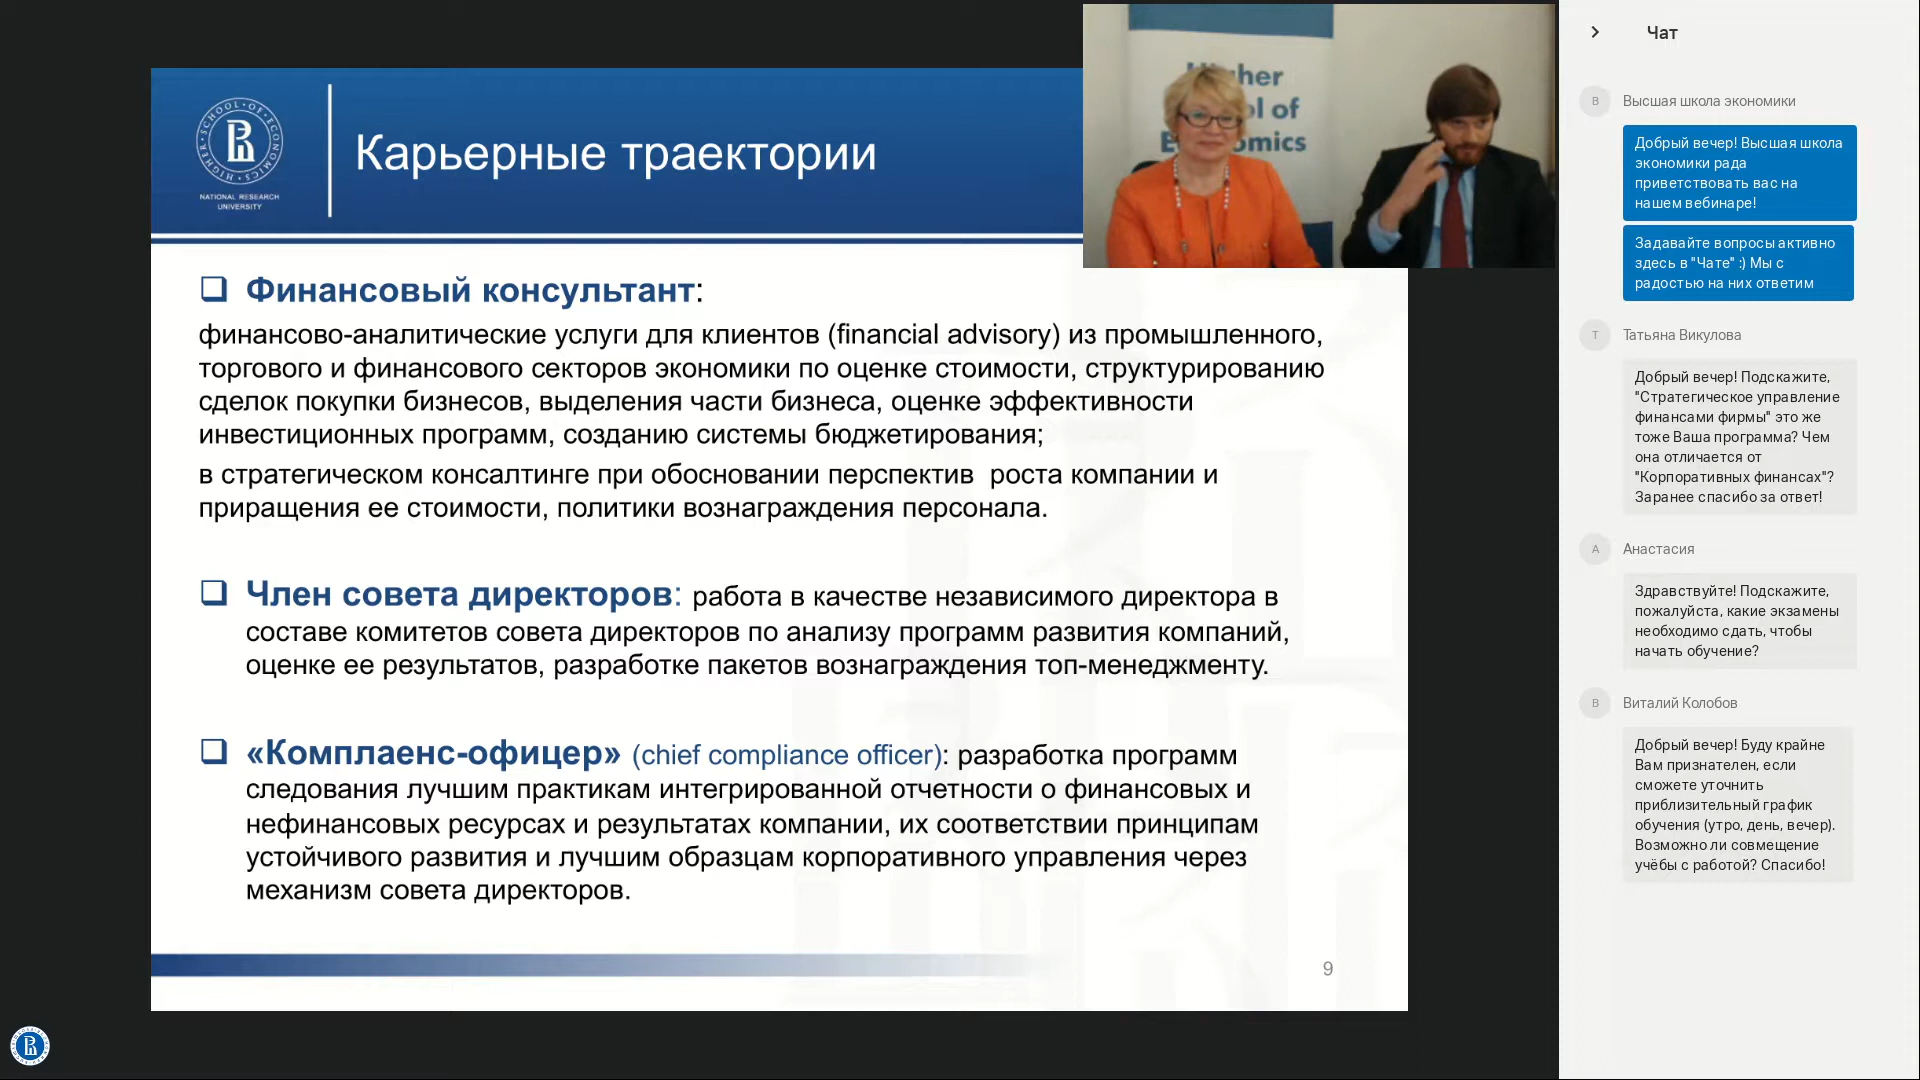 HIGHER SCHOOL OF ECONOMICS
NATIONAL RESEARCH
UNIVERSITY
Карьерные траектории
her
ol of
E omics
Финансовый консультант:
финансово-аналитические услуги для клиентов (financial advisory) из промышленного,
торгового и финансового секторов экономики по оценке стоимости, структурированию
сделок покупки бизнесов, выделения части бизнеса, оценке эффективности
инвестиционных программ, созданию системы бюджетирования;
в стратегическом консалтинге при обосновании перспектив роста компании и
приращения ее стоимости, политики вознаграждения персонала.
Член совета директоров: работа в качестве независимого директора в
составе комитетов совета директоров по анализу программ развития компаний,
оценке ее результатов, разработке пакетов вознаграждения топ-менеджменту.
«Комплаенс-офицер» (chief compliance officer): разработка программ
следования лучшим практикам интегрированной отчетности о финансовых и
нефинансовых ресурсах и результатах компании, их соответствии принципам
устойчивого развития и лучшим образцам корпоративного управления через
механизм совета директоров.
9
Чат
В
Высшая школа экономики
Добрый вечер! Высшая школа
экономики рада
приветствовать вас на
нашем вебинаре!
Задавайте вопросы активно
здесь в "Чате" :) Мы с
радостью на них ответим
Т
Татьяна Викулова
Добрый вечер! Подскажите,
"Стратегическое управление
финансами фирмы" это же
тоже Ваша программа? Чем
она отличается от
"Корпоративных финансах"?
Заранее спасибо за ответ!
А
Анастасия
Здравствуйте! Подскажите,
пожалуйста, какие экзамены
необходимо сдать, чтобы
начать обучение?
В
Виталий Колобов
Добрый вечер! Буду крайне
Вам признателен, если
сможете уточнить
приблизительный график
обучения (утро, день, вечер).
Возможно ли совмещение
учёбы с работой? Спасибо!